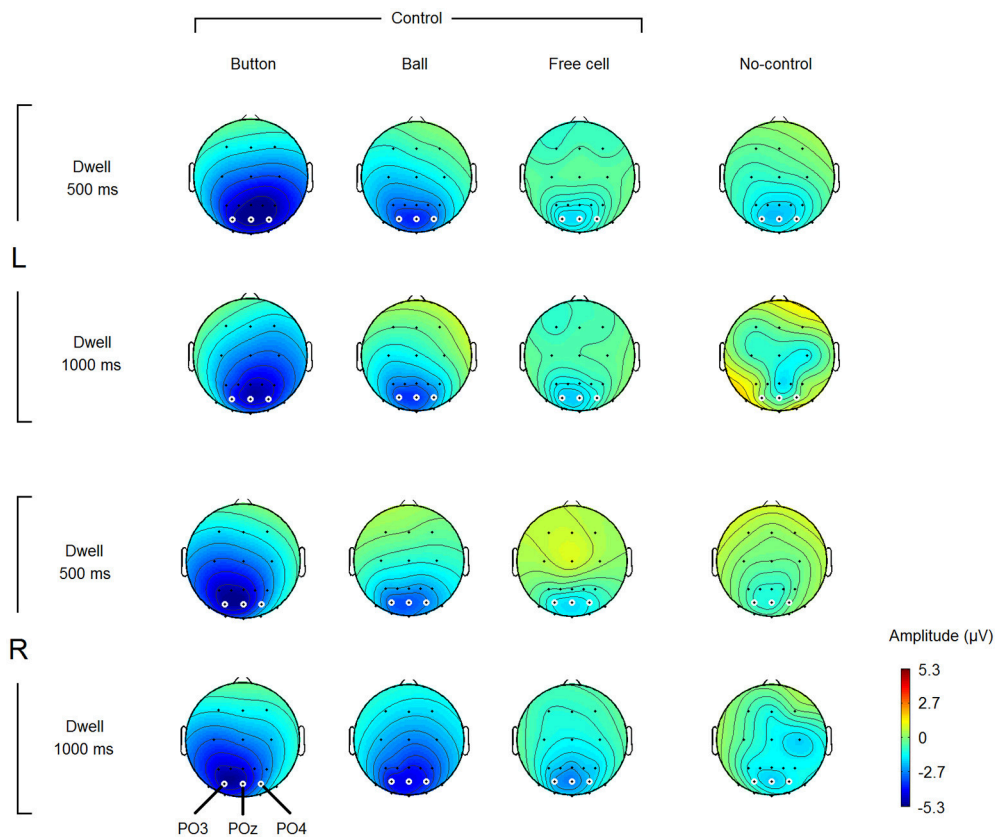 Control
Button Ball Free cell No-control
Dwell
500 ms
L
Dwell
1000 ms
Dwell
500 ms
R
Amplitude (µV)
5.3
2.7
0
-2.7
-5.3
Dwell
1000 ms
PO3 POz PO4